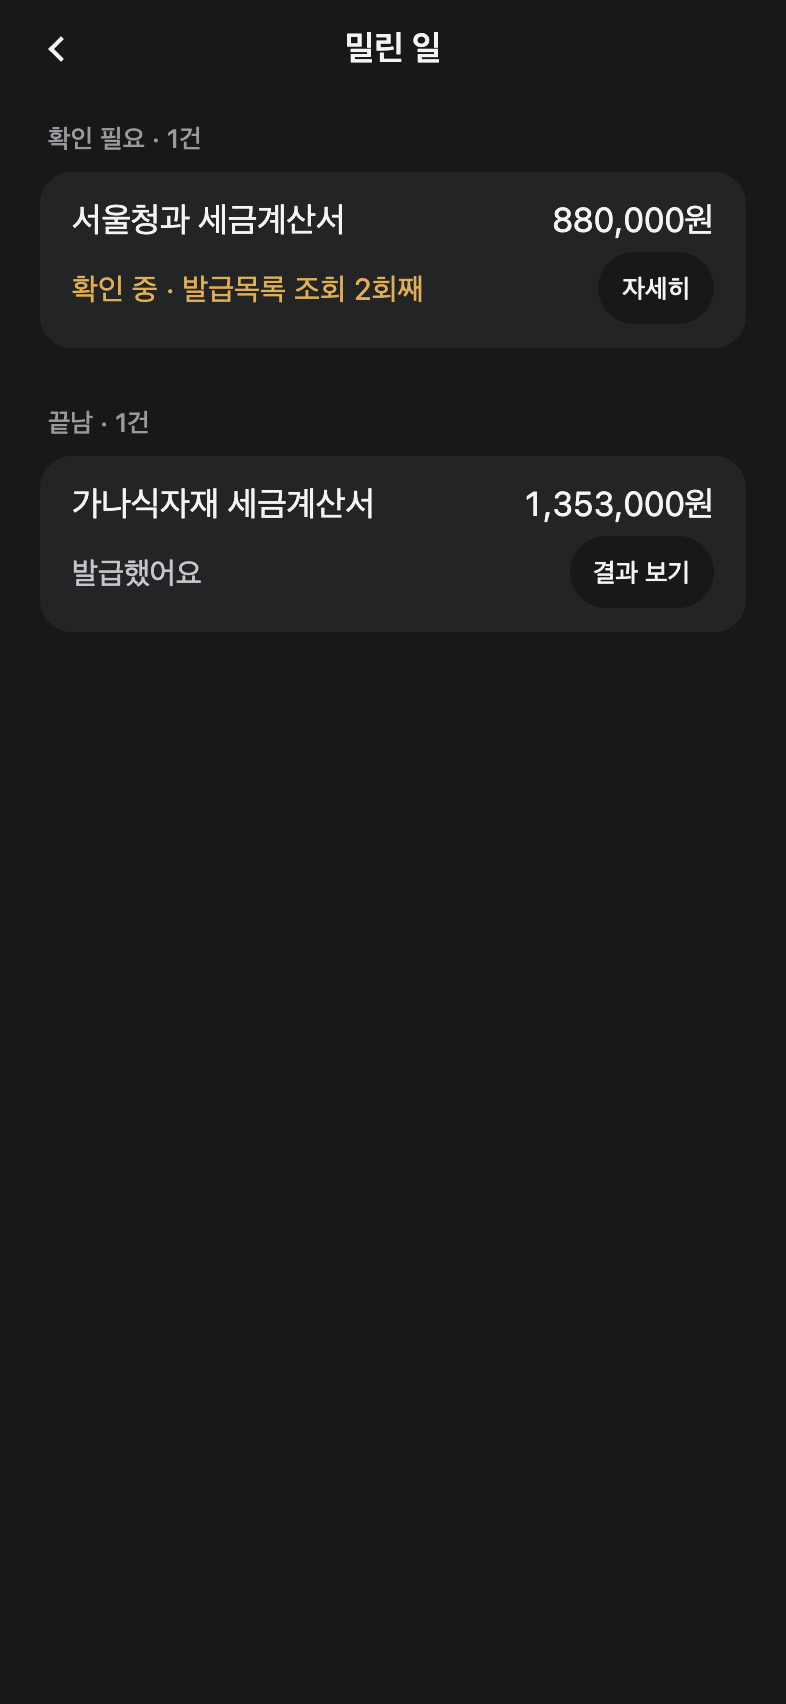 밀린 일
확인 필요 · 1건
서울청과 세금계산서 880,000원
확인 중 · 발급목록 조회 2회째 자세히
끝남 · 1건
가나식자재 세금계산서 1,353,000원
발급했어요 결과 보기